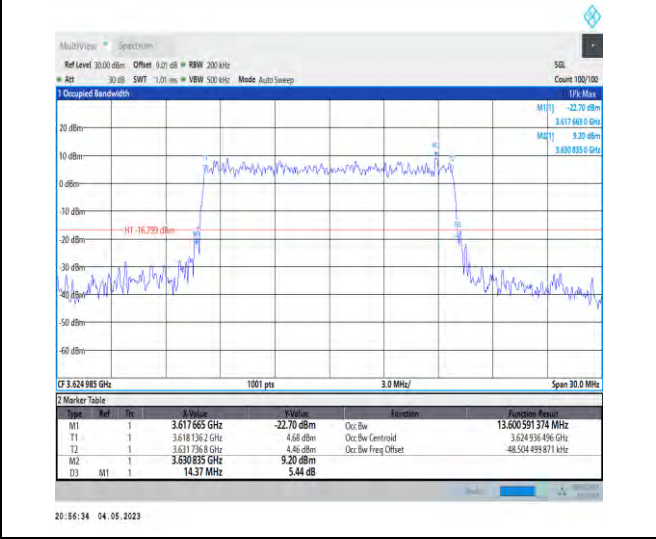 MultiView Spectrum
Ref Level 30.00 dBm Offset 9.01 dB RBW 200 kHz SGL
Att 30 dB SWT 1.01 ms VBW 500 kHz Mode Auto Sweep Count 100/100
1 Occupied Bandwidth 1Pk Max
M1[1] -22.70 dBm
3.617 665 0 GHz
20 dBm M2[1] 9.20 dBm
3.630 835 0 GHz
10 dBm
0 dBm
-10 dBm
H1 -16.799 dBm
-20 dBm
-30 dBm
-40 dBm
-50 dBm
-60 dBm
CF 3.624 985 GHz 1001 pts 3.0 MHz/ Span 30.0 MHz
2 Marker Table
Type Ref Trc X-Value Y-Value Function Function Result
M1 1 3.617 665 GHz -22.70 dBm Occ Bw 13.600 591 374 MHz
T1 1 3.618 136 2 GHz 4.68 dBm Occ Bw Centroid 3.624 936 496 GHz
T2 1 3.631 736 8 GHz 4.46 dBm Occ Bw Freq Offset -48.504 499 871 kHz
M2 1 3.630 835 GHz 9.20 dBm
D3 M1 1 14.37 MHz 5.44 dB
20:56:34 04.05.2023